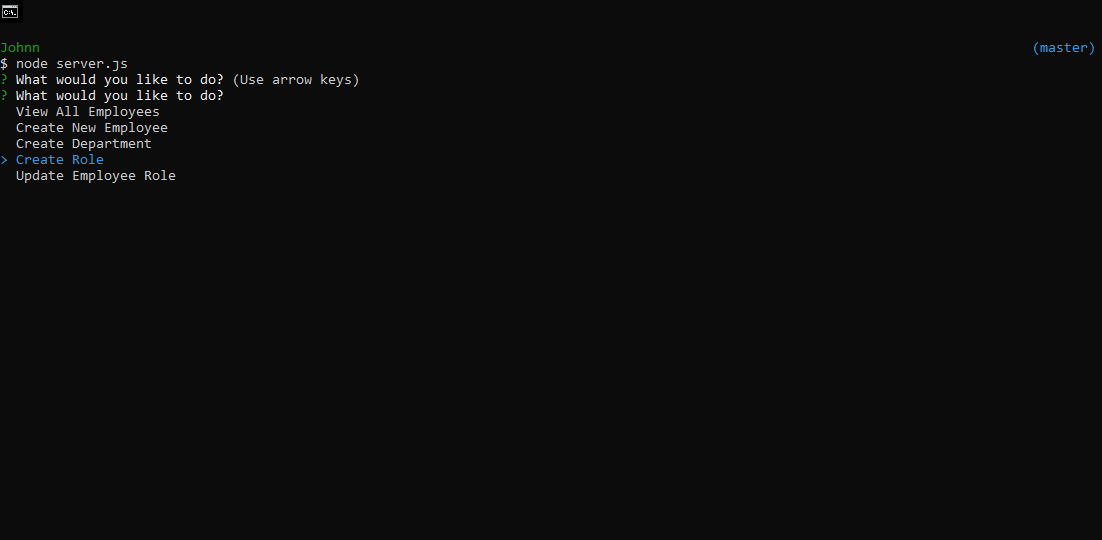 C:\.
Johnn (master)
$ node server.js
? What would you like to do? (Use arrow keys)
? What would you like to do?
View All Employees
Create New Employee
Create Department
> Create Role
Update Employee Role